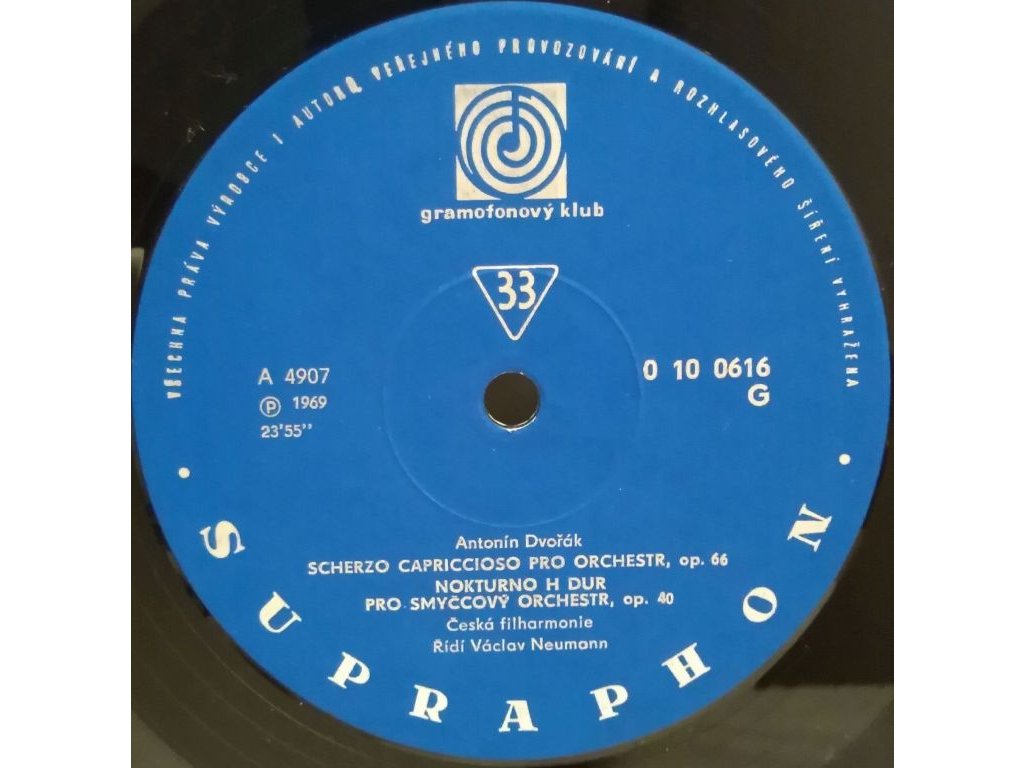 VŠECHNA PRÁVA VÝROBCE I AUTORA VEŘEJNÉHO PROVOZOVÁNÍ A ROZHLASOVÉHO ŠÍŘENÍ VYHRAŽENA
gramofonový klub
33
A 4907
Ⓟ 1969
23'55''
0 10 0616
G
Antonín Dvořák
SCHERZO CAPRICCIOSO PRO ORCHESTR, op. 66
NOKTURNO H DUR
PRO SMYČCOVÝ ORCHESTR, op. 40
Česká filharmonie
Řídí Václav Neumann
• SUPRAPHON •